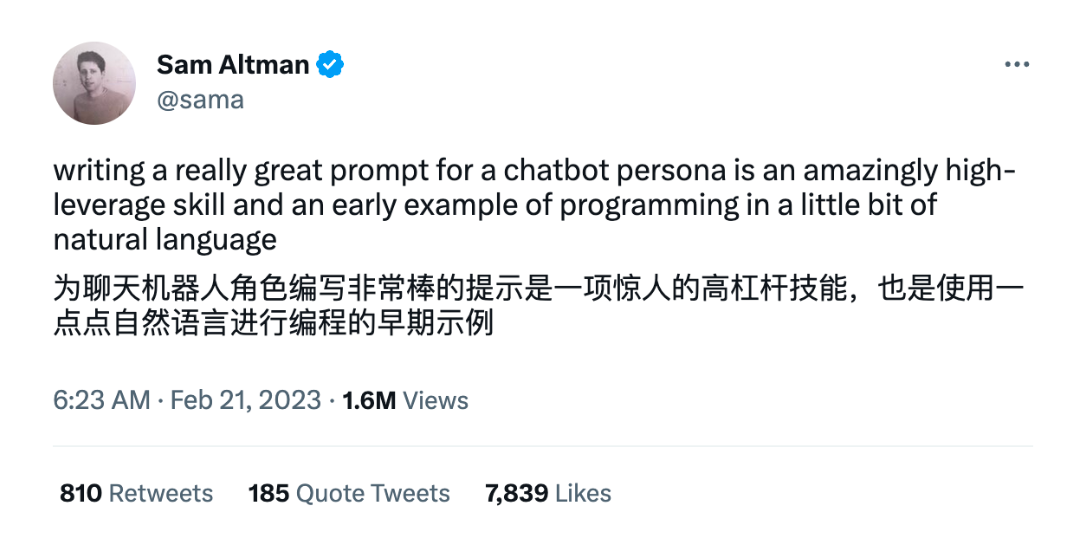 Sam Altman
@sama
writing a really great prompt for a chatbot persona is an amazingly high-
leverage skill and an early example of programming in a little bit of
natural language
为聊天机器人角色编写非常棒的提示是一项惊人的高杠杆技能，也是使用一
点点自然语言进行编程的早期示例
6:23 AM · Feb 21, 2023 · 1.6M Views
810 Retweets 185 Quote Tweets 7,839 Likes